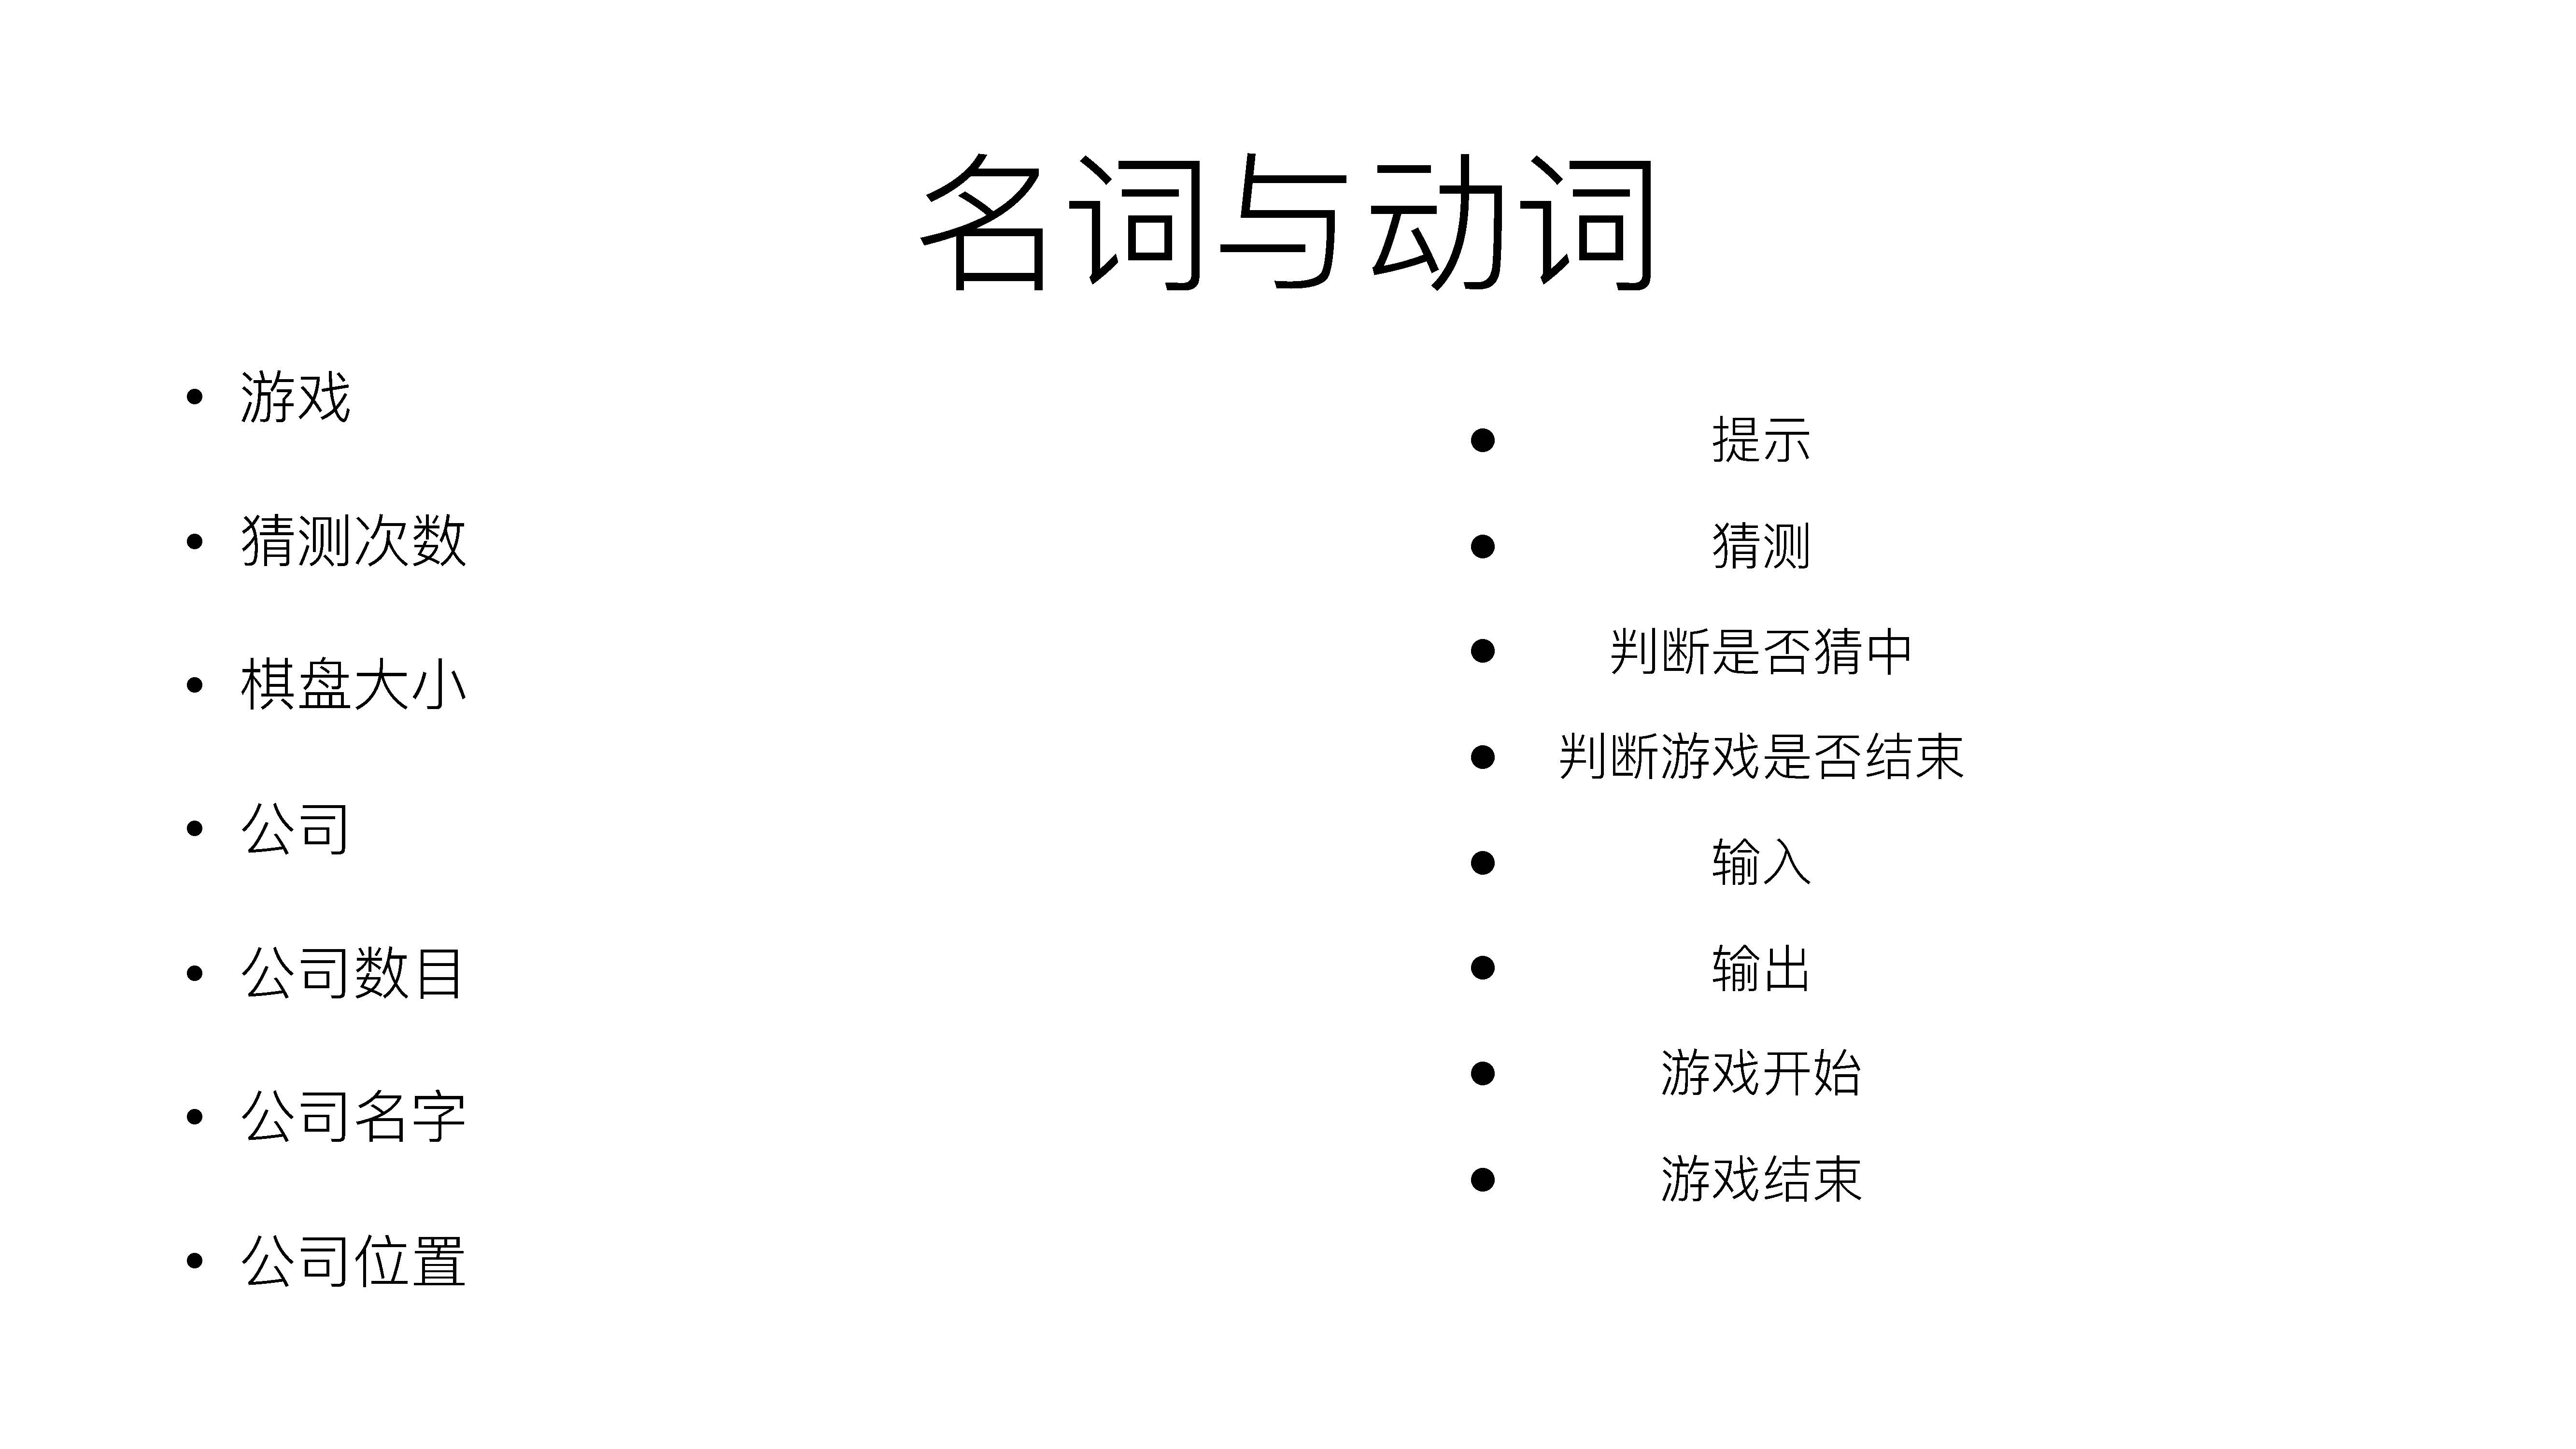 名词与动词
• 游戏
• 猜测次数
• 棋盘大小
• 公司
• 公司数目
• 公司名字
• 公司位置
• 提示
• 猜测
• 判断是否猜中
• 判断游戏是否结束
• 输入
• 输出
• 游戏开始
• 游戏结束